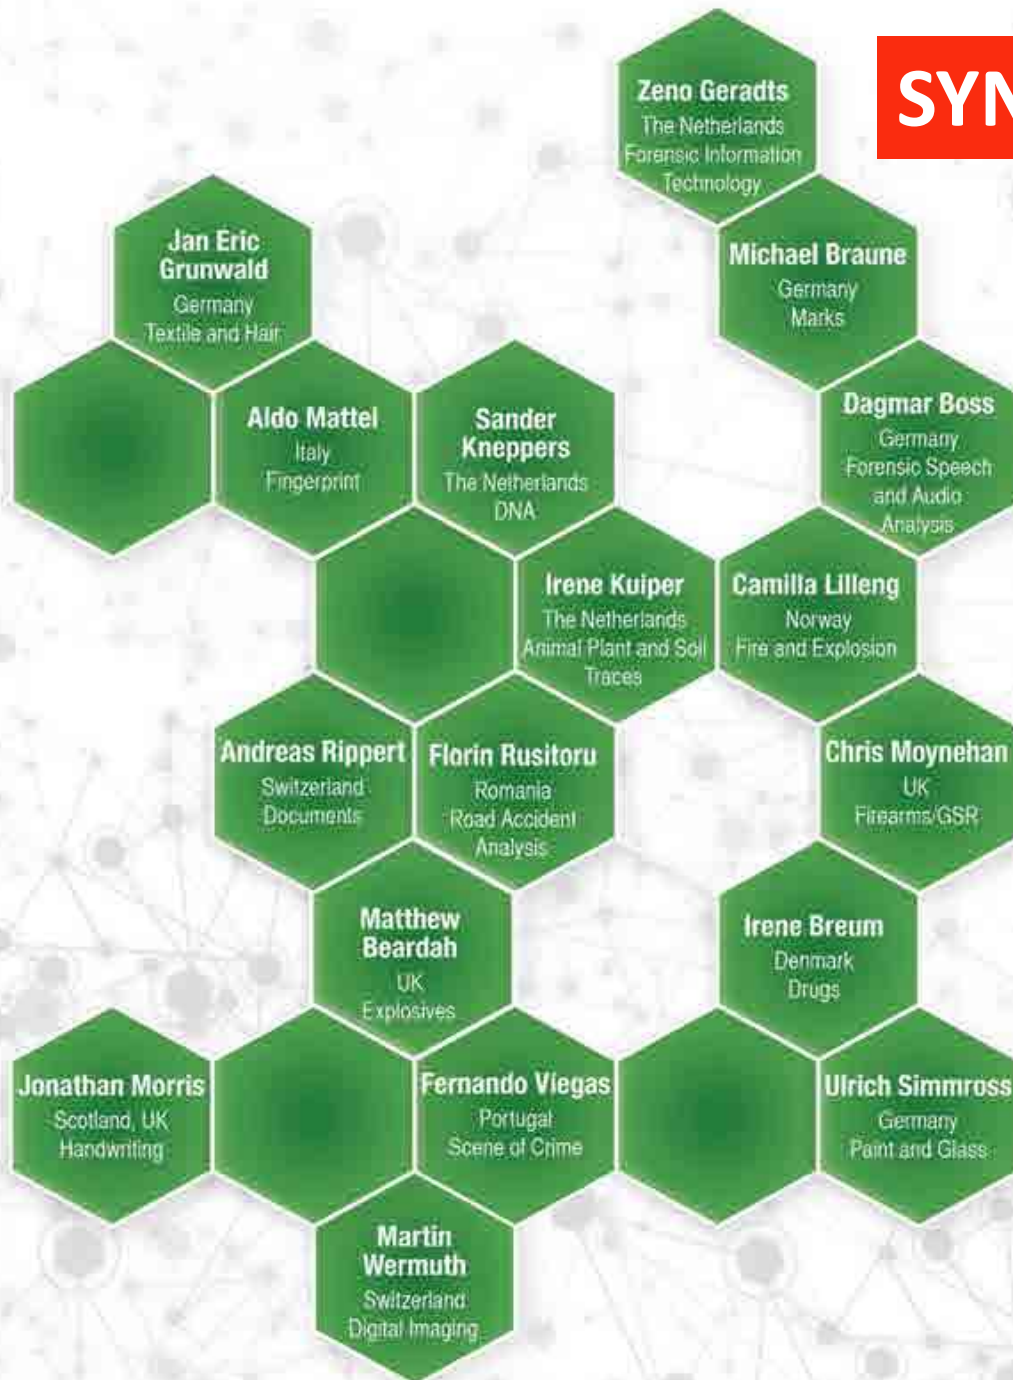 SYN
Zeno Geradts
The Netherlands
Forensic Information
Technology
Jan Eric
Grunwald
Germany
Textile and Hair
Michael Braune
Germany
Marks
Aldo Mattel
Italy
Fingerprint
Sander
Kneppers
The Netherlands
DNA
Dagmar Boss
Germany
Forensic Speech
and Audio
Analysis
Irene Kuiper
The Netherlands
Animal Plant and Soil
Traces
Camilla Lilleng
Norway
Fire and Explosion
Andreas Rippert
Switzerland
Documents
Florin Rusitoru
Romania
Road Accident
Analysis
Chris Moynehan
UK
Firearms/GSR
Matthew
Beardah
UK
Explosives
Irene Breum
Denmark
Drugs
Jonathan Morris
Scotland, UK
Handwriting
Fernando Viegas
Portugal
Scene of Crime
Ulrich Simmross
Germany
Paint and Glass
Martin
Wermuth
Switzerland
Digital Imaging